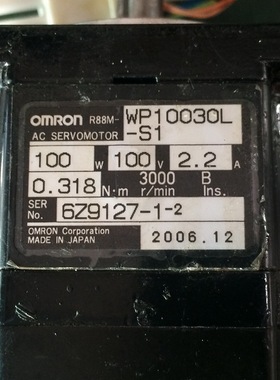 OMRON R88M-WP10030L
AC SERVOMOTOR -S1
100 W 100 V 2.2 A
0.318 N·m 3000 r/min B Ins.
SER No. 6Z9127-1-2
OMRON Corporation
MADE IN JAPAN 2006.12